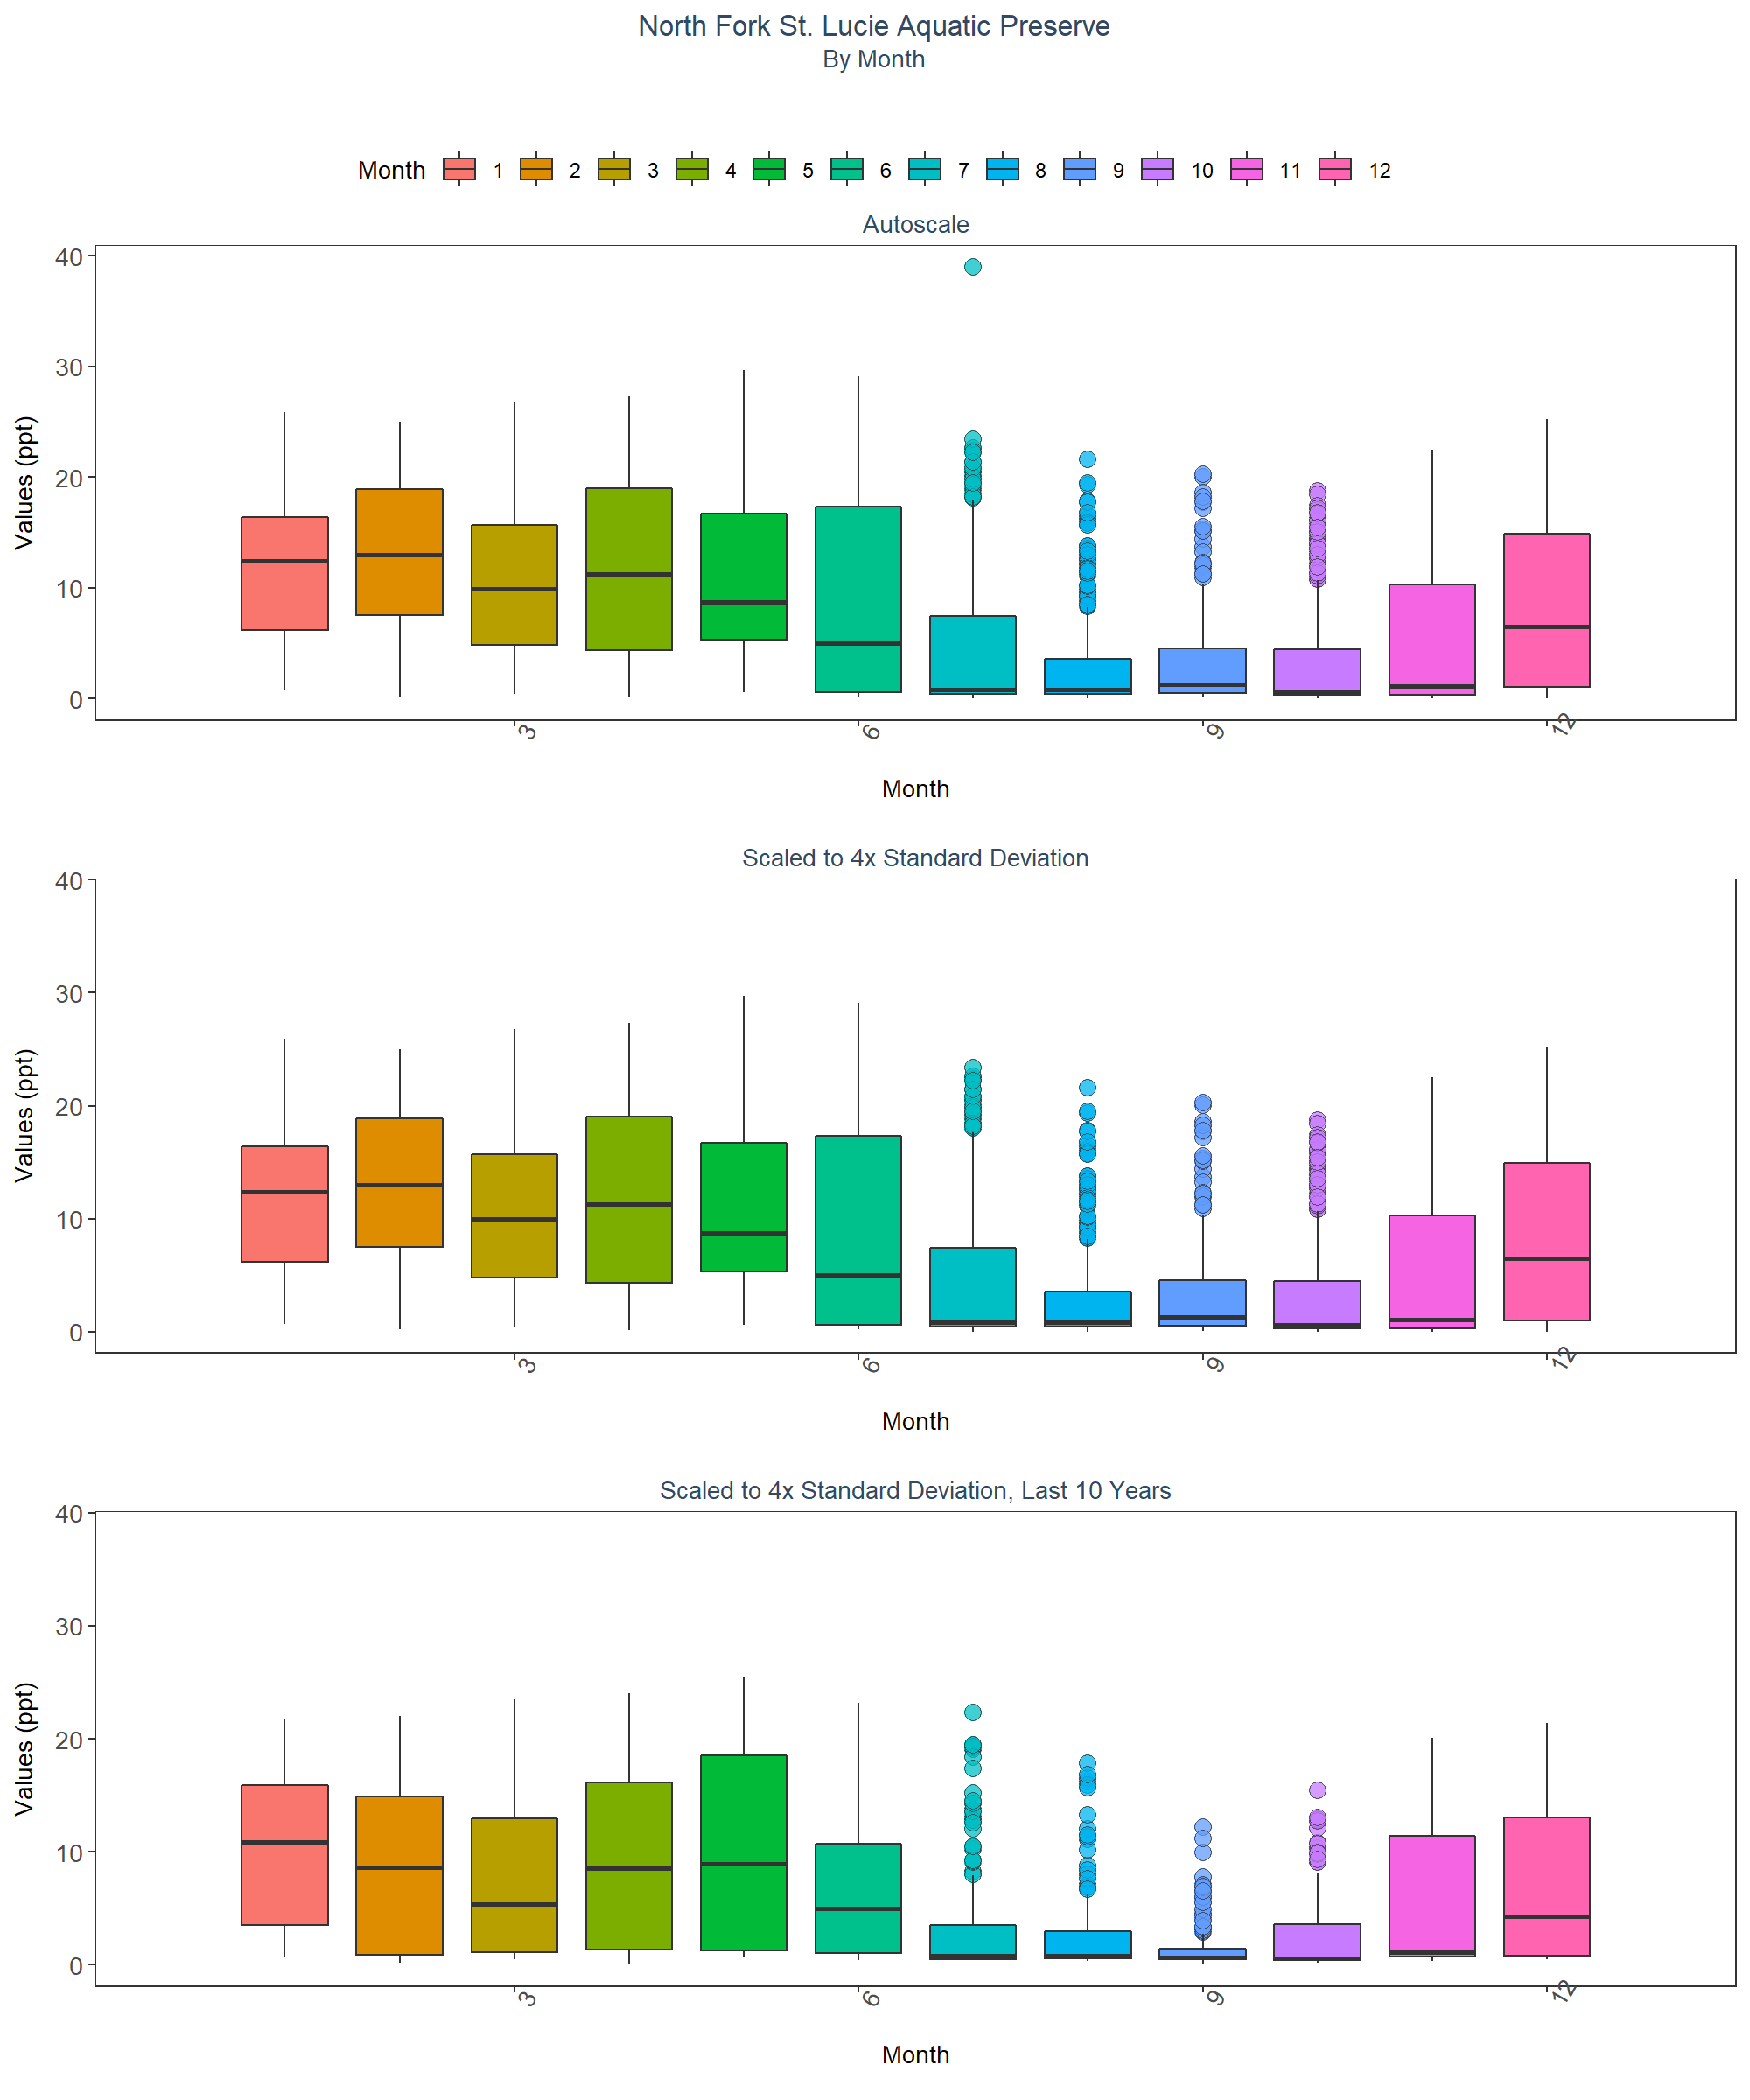 North Fork St. Lucie Aquatic Preserve
By Month
Month 1 2 3 4 5 6 7 8 9 10 11 12
Autoscale
40
30
20
10
0
Values (ppt)
3 6 9 12
Month
Scaled to 4x Standard Deviation
40
30
20
10
0
Values (ppt)
3 6 9 12
Month
Scaled to 4x Standard Deviation, Last 10 Years
40
30
20
10
0
Values (ppt)
3 6 9 12
Month